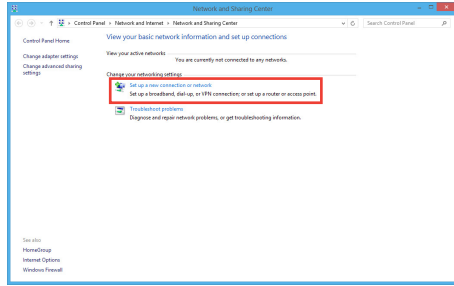 Network and Sharing Center
Control Panel ▸ Network and Internet ▸ Network and Sharing Center
Search Control Panel
Control Panel Home
Change adapter settings
Change advanced sharing
settings
View your basic network information and set up connections
View your active networks
You are currently not connected to any networks.
Change your networking settings
Set up a new connection or network
Set up a broadband, dial-up, or VPN connection; or set up a router or access point.
Troubleshoot problems
Diagnose and repair network problems, or get troubleshooting information.
See also
HomeGroup
Internet Options
Windows Firewall